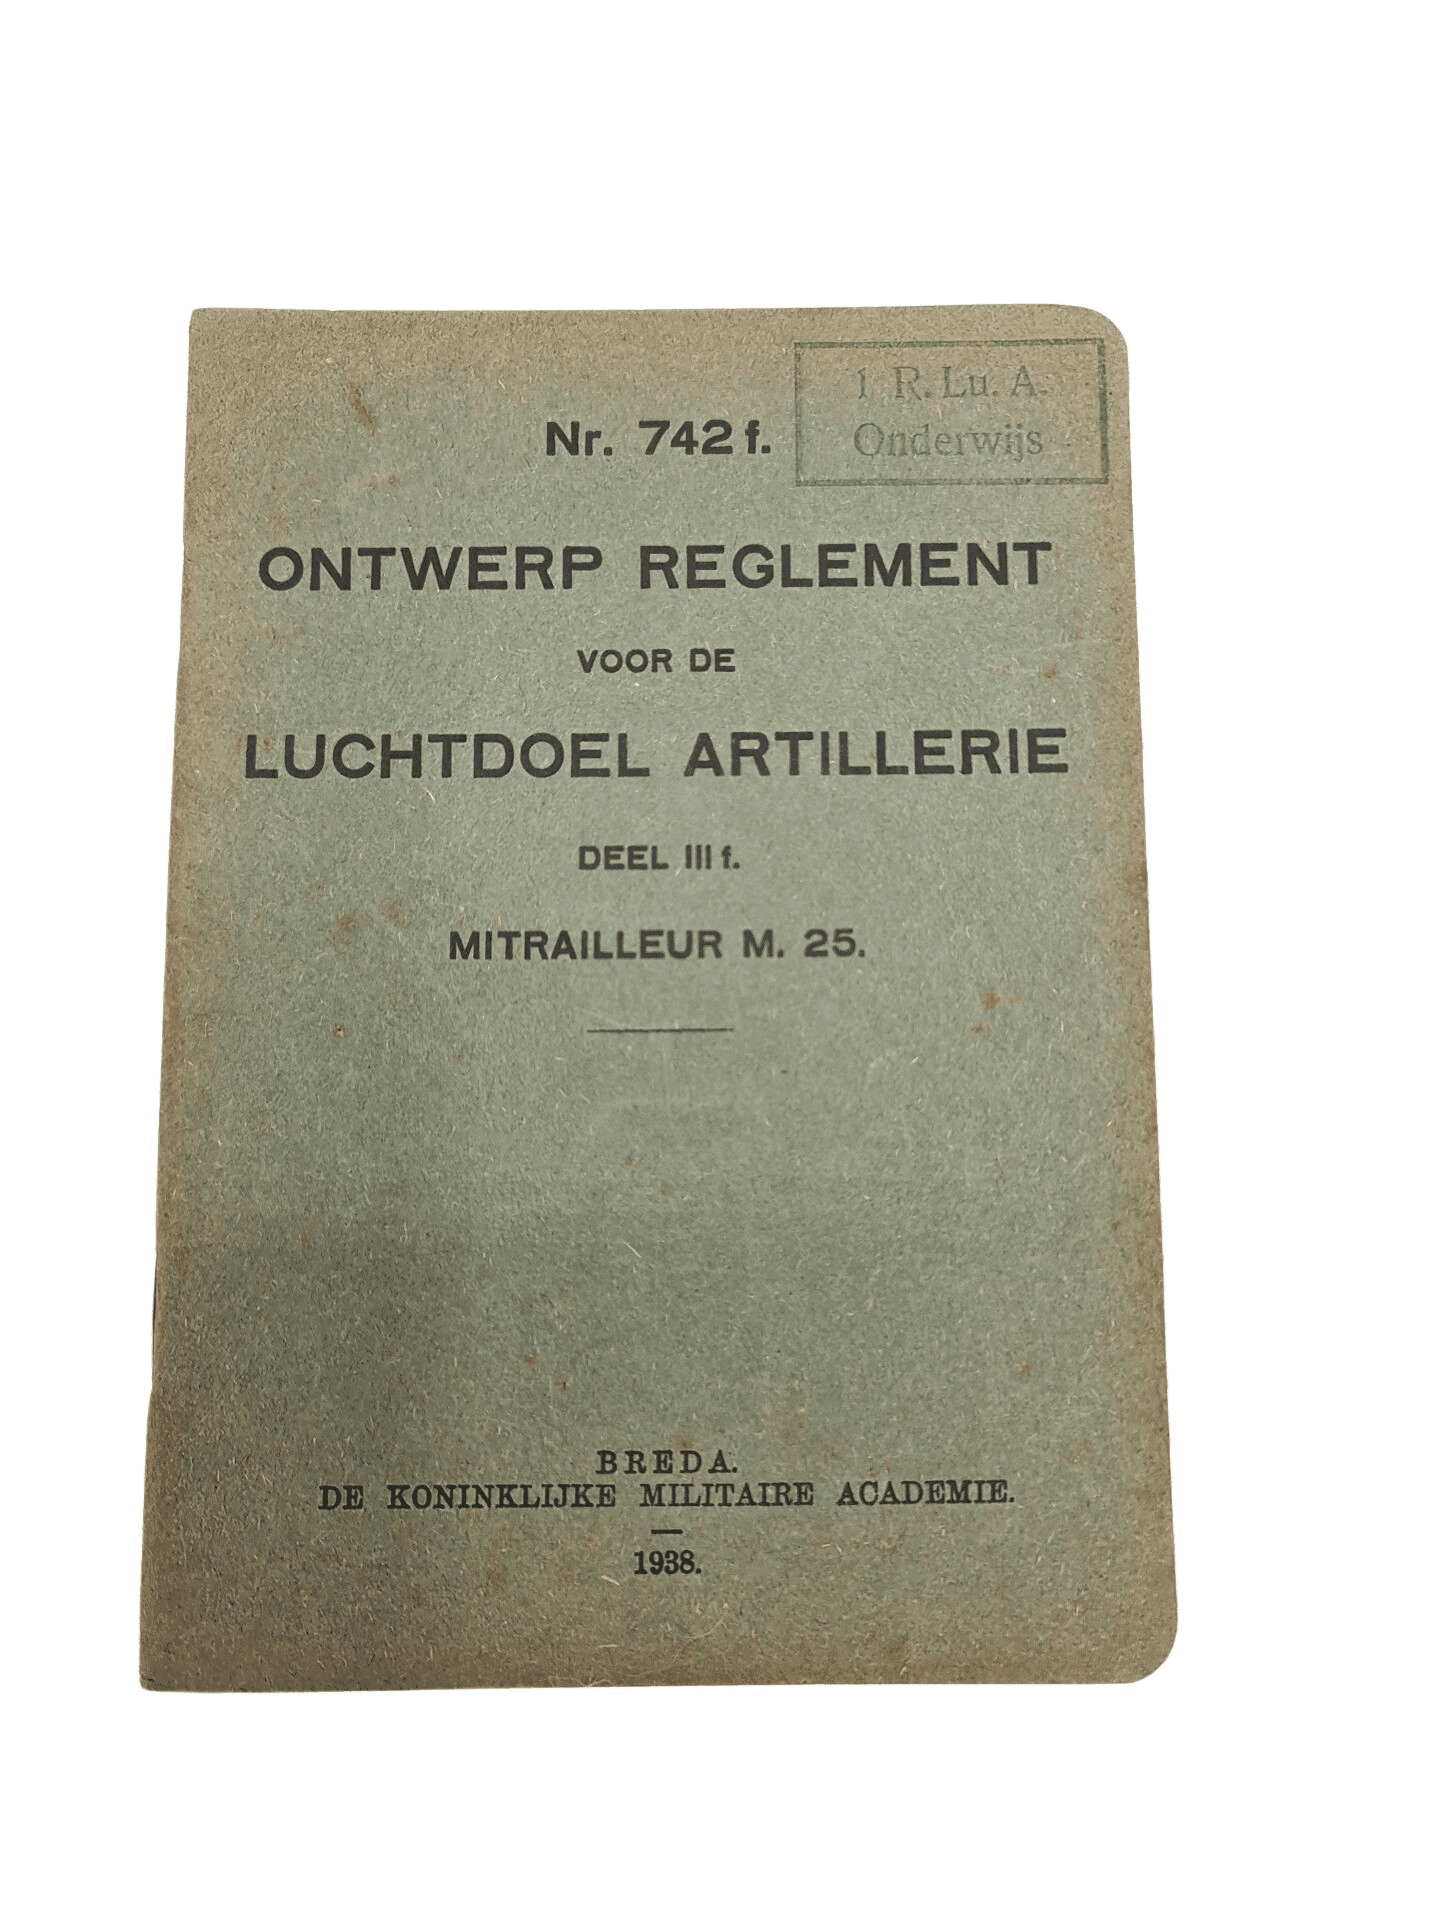 1 R. Lu. A.
Onderwijs
Nr. 742 f.
ONTWERP REGLEMENT
VOOR DE
LUCHTDOEL ARTILLERIE
DEEL III f.
MITRAILLEUR M. 25.
BREDA.
DE KONINKLIJKE MILITAIRE ACADEMIE.
1938.